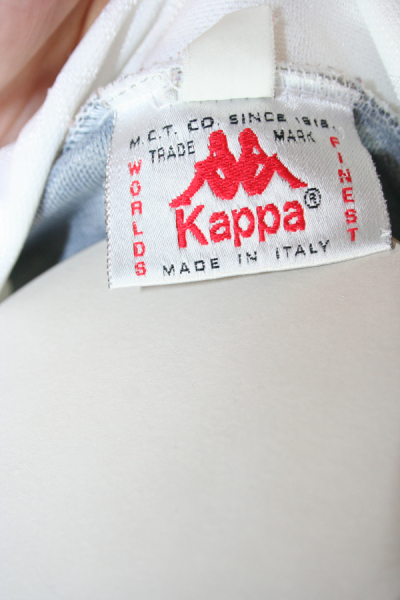 M.C.T. CO. SINCE 1916.
TRADE MARK
WORLDS
FINEST
Kappa®
MADE IN ITALY